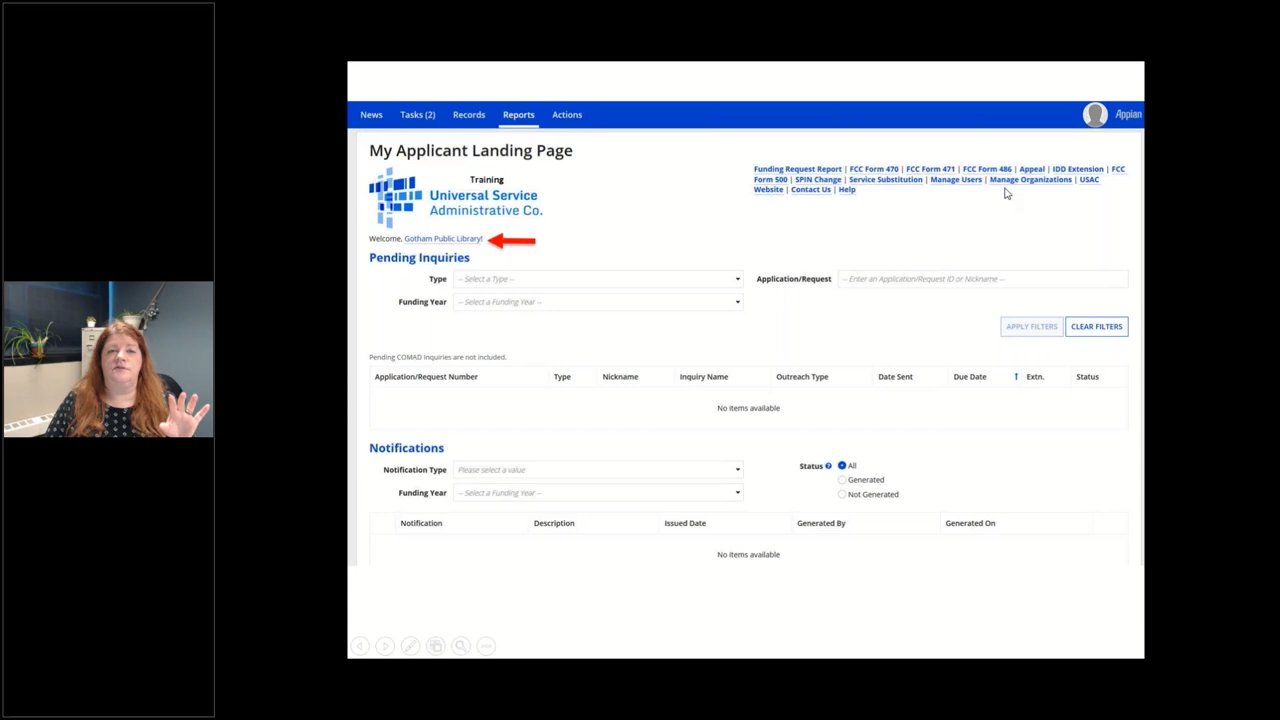 News Tasks (2) Records Reports Actions Appian
My Applicant Landing Page
Training
Universal Service
Administrative Co.
Funding Request Report | FCC Form 470 | FCC Form 471 | FCC Form 486 | Appeal | IDD Extension | FCC
Form 500 | SPIN Change | Service Substitution | Manage Users | Manage Organizations | USAC
Website | Contact Us | Help
Welcome, Gotham Public Library!
Pending Inquiries
Type -- Select a Type -- Application/Request -- Enter an Application/Request ID or Nickname --
Funding Year -- Select a Funding Year --
APPLY FILTERS CLEAR FILTERS
Pending COMAD Inquiries are not included.
Application/Request Number Type Nickname Inquiry Name Outreach Type Date Sent Due Date Extn. Status
No items available
Notifications
Notification Type Please select a value Status All
Generated
Funding Year -- Select a Funding Year -- Not Generated
Notification Description Issued Date Generated By Generated On
No items available